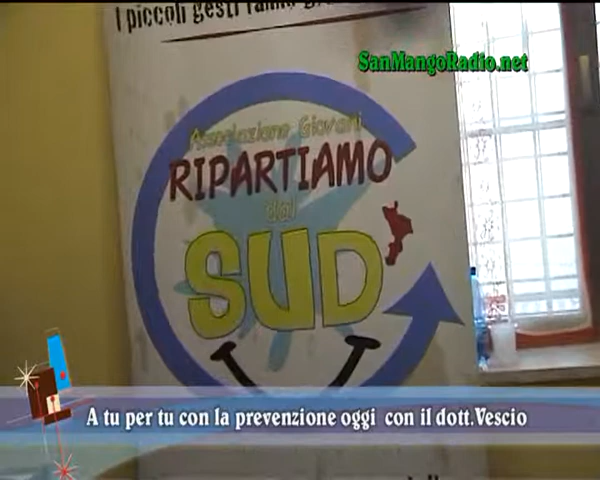 I piccoli gesti fanno
SanMangoRadio.net
Associazione Giovani
RIPARTIAMO
dal
SUD
A tu per tu con la prevenzione oggi con il dott.Vescio